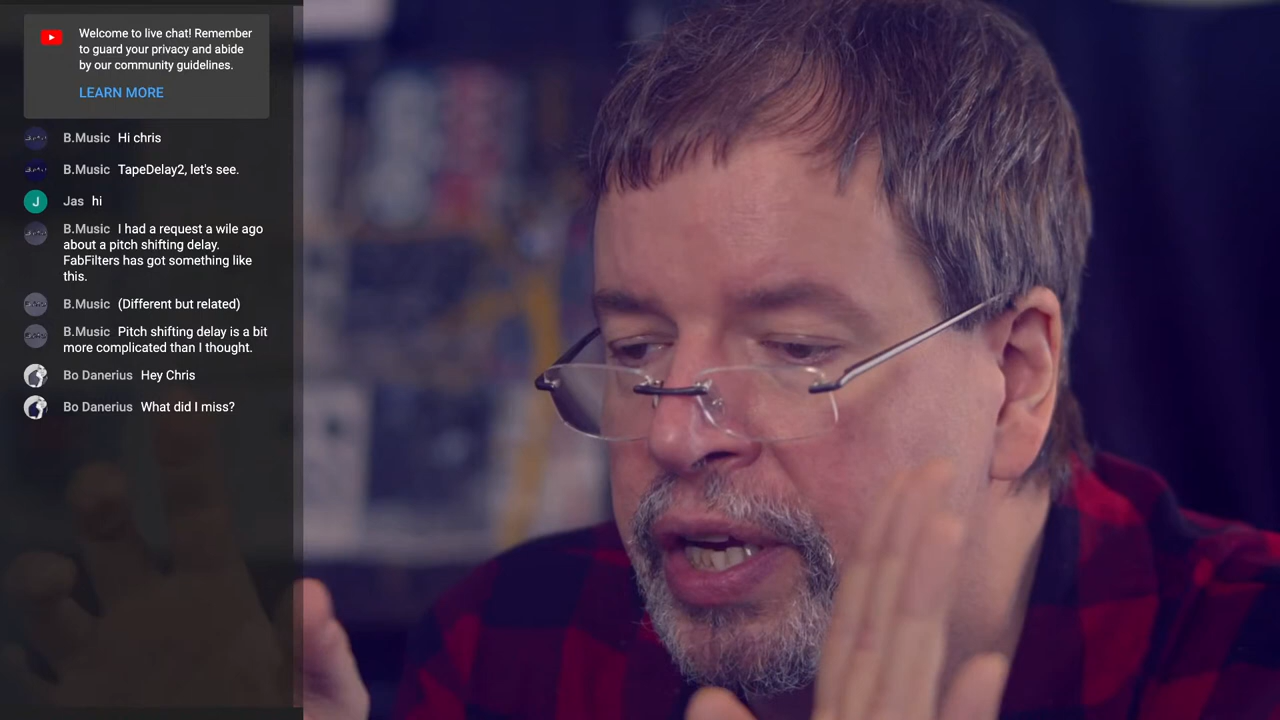 Welcome to live chat! Remember
to guard your privacy and abide
by our community guidelines.
LEARN MORE
B.Music Hi chris
B.Music TapeDelay2, let's see.
J Jas hi
B.Music I had a request a wile ago
about a pitch shifting delay.
FabFilters has got something like
this.
B.Music (Different but related)
B.Music Pitch shifting delay is a bit
more complicated than I thought.
Bo Danerius Hey Chris
Bo Danerius What did I miss?